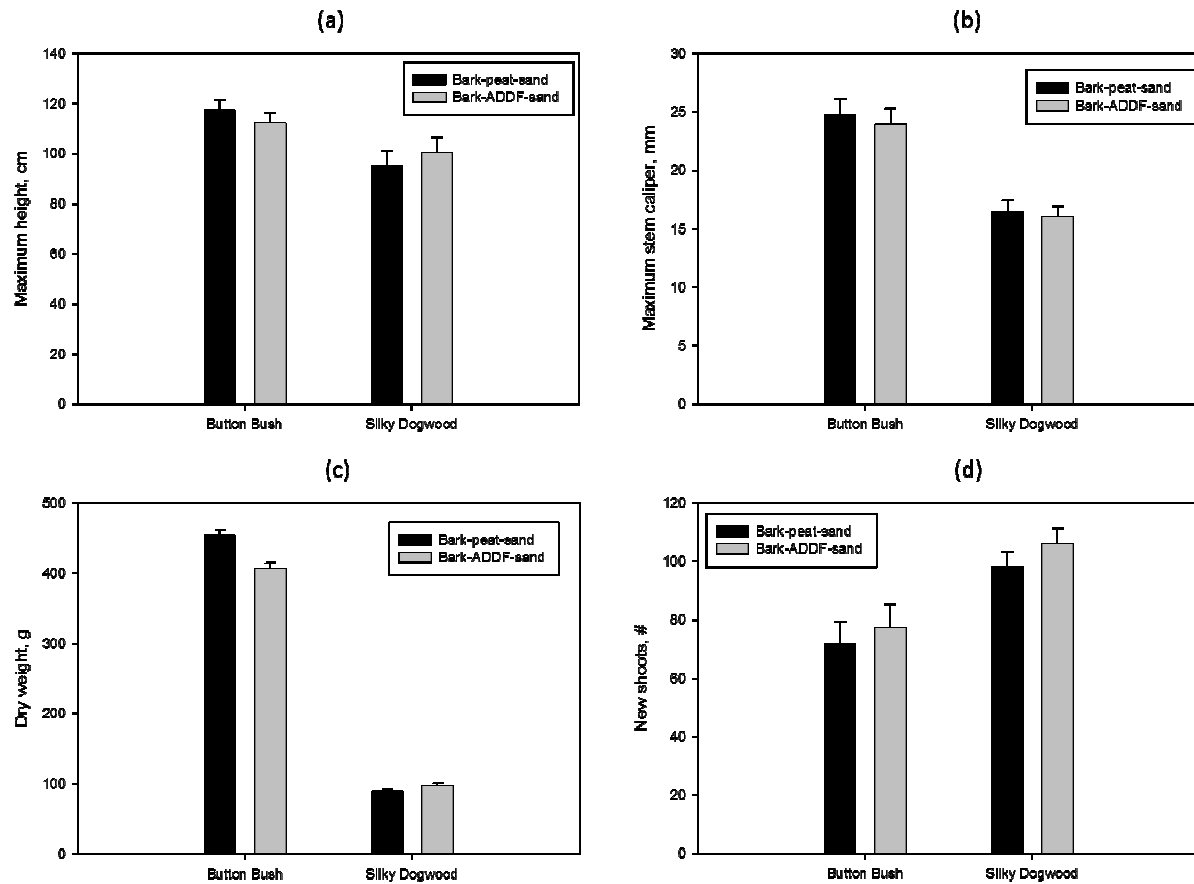 (a)
Maximum height, cm
140
120
100
80
60
40
20
0
Bark-peat-sand
Bark-ADDF-sand
Button Bush
Silky Dogwood
(b)
Maximum stem caliper, mm
30
25
20
15
10
5
0
Bark-peat-sand
Bark-ADDF-sand
Button Bush
Silky Dogwood
(c)
Dry weight, g
500
400
300
200
100
0
Bark-peat-sand
Bark-ADDF-sand
Button Bush
Silky Dogwood
(d)
New shoots, #
120
100
80
60
40
20
0
Bark-peat-sand
Bark-ADDF-sand
Button Bush
Silky Dogwood